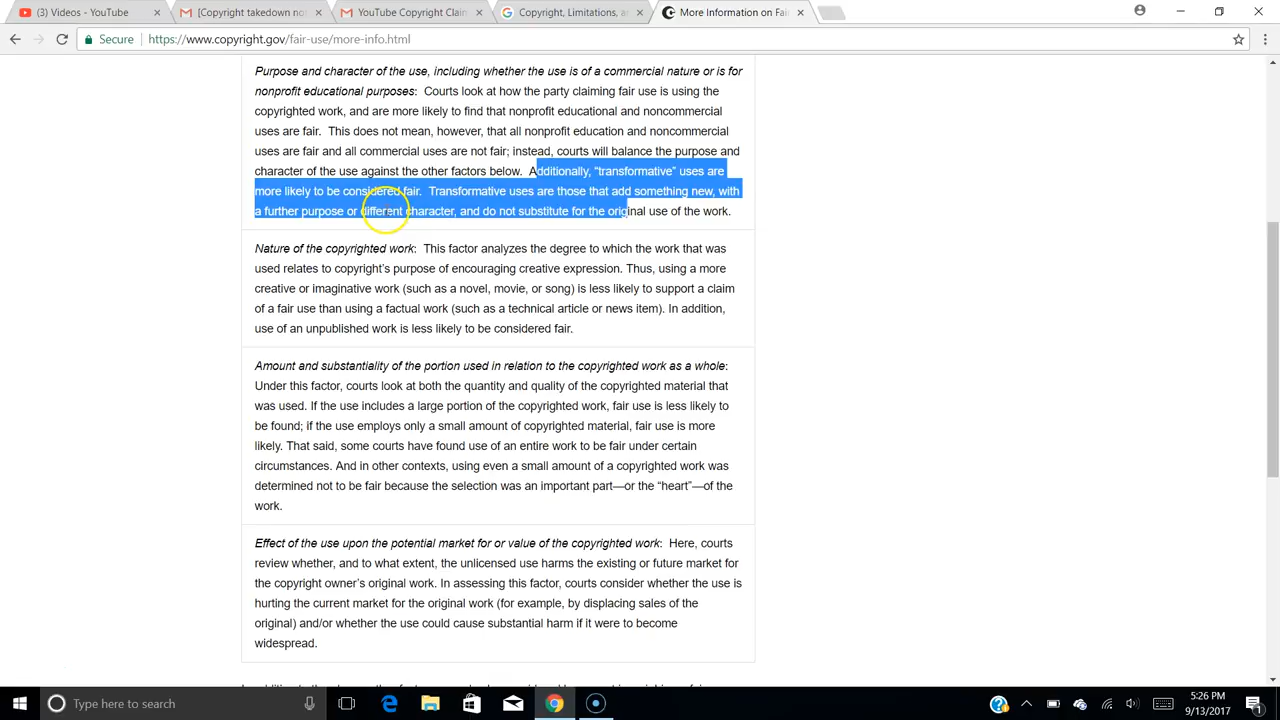 (3) Videos - YouTube
[Copyright takedown no
YouTube Copyright Clai
Copyright, Limitations, a
More Information on Fai
Secure https://www.copyright.gov/fair-use/more-info.html
Purpose and character of the use, including whether the use is of a commercial nature or is for
nonprofit educational purposes: Courts look at how the party claiming fair use is using the
copyrighted work, and are more likely to find that nonprofit educational and noncommercial
uses are fair. This does not mean, however, that all nonprofit education and noncommercial
uses are fair and all commercial uses are not fair; instead, courts will balance the purpose and
character of the use against the other factors below. Additionally, “transformative” uses are
more likely to be considered fair. Transformative uses are those that add something new, with
a further purpose or different character, and do not substitute for the original use of the work.
Nature of the copyrighted work: This factor analyzes the degree to which the work that was
used relates to copyright’s purpose of encouraging creative expression. Thus, using a more
creative or imaginative work (such as a novel, movie, or song) is less likely to support a claim
of a fair use than using a factual work (such as a technical article or news item). In addition,
use of an unpublished work is less likely to be considered fair.
Amount and substantiality of the portion used in relation to the copyrighted work as a whole:
Under this factor, courts look at both the quantity and quality of the copyrighted material that
was used. If the use includes a large portion of the copyrighted work, fair use is less likely to
be found; if the use employs only a small amount of copyrighted material, fair use is more
likely. That said, some courts have found use of an entire work to be fair under certain
circumstances. And in other contexts, using even a small amount of a copyrighted work was
determined not to be fair because the selection was an important part—or the “heart”—of the
work.
Effect of the use upon the potential market for or value of the copyrighted work: Here, courts
review whether, and to what extent, the unlicensed use harms the existing or future market for
the copyright owner’s original work. In assessing this factor, courts consider whether the use is
hurting the current market for the original work (for example, by displacing sales of the
original) and/or whether the use could cause substantial harm if it were to become
widespread.
Type here to search
5:26 PM
9/13/2017
1